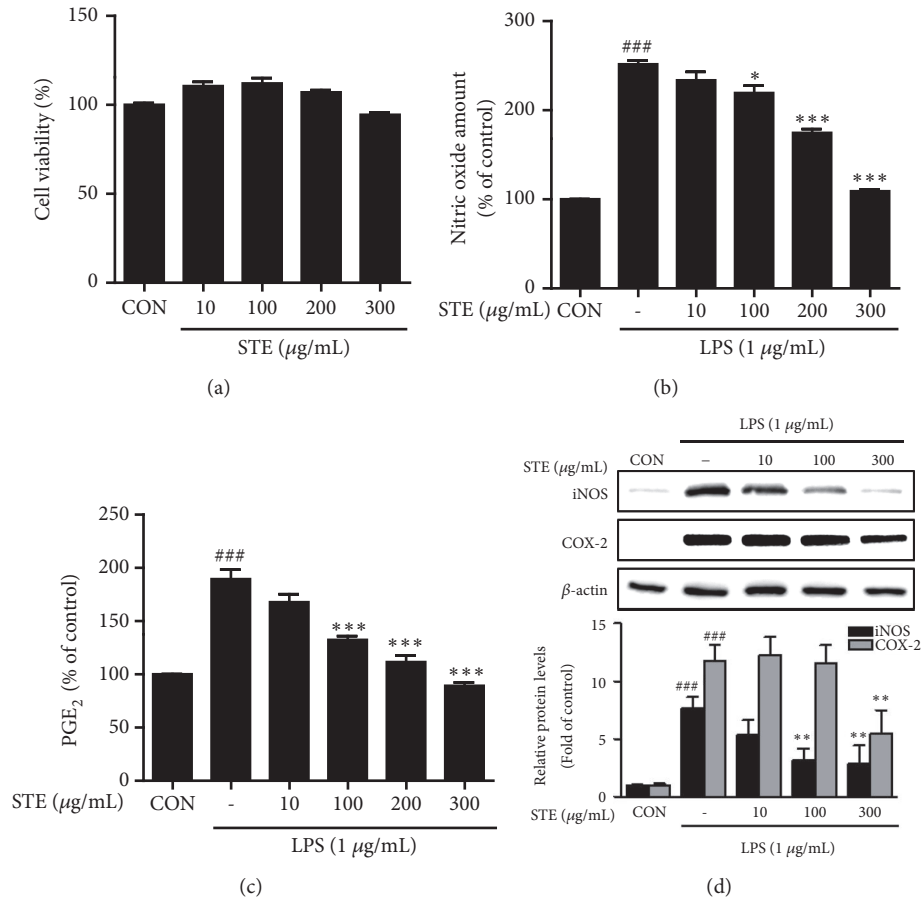 150
100
50
0
Cell viability (%)
CON 10 100 200 300
STE (μg/mL)
(a)
300
200
100
0
Nitric oxide amount
(% of control)
###
*
***
***
STE (μg/mL) CON - 10 100 200 300
LPS (1 μg/mL)
(b)
250
200
150
100
50
0
PGE2 (% of control)
###
***
***
***
STE (μg/mL) CON - 10 100 200 300
LPS (1 μg/mL)
(c)
LPS (1 μg/mL)
STE (μg/mL) CON – 10 100 300
iNOS
COX-2
β-actin
15
10
5
0
Relative protein levels
(Fold of control)
iNOS
COX-2
###
###
**
**
**
STE (μg/mL) CON - 10 100 300
LPS (1 μg/mL)
(d)